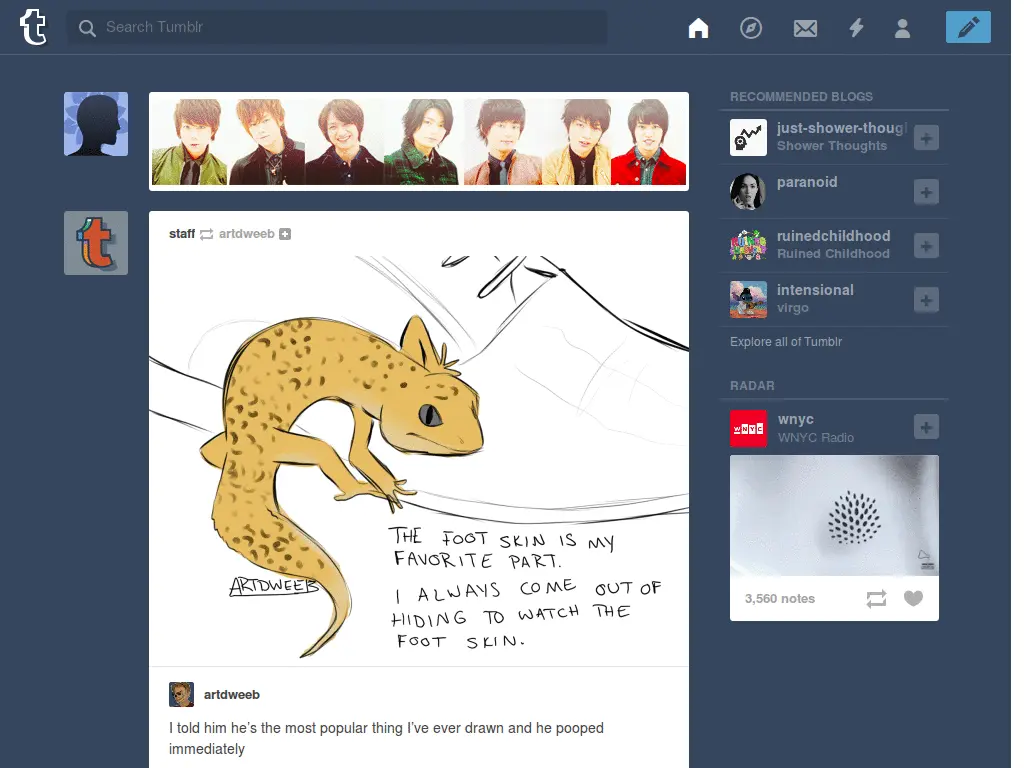 Search Tumblr
staff artdweeb
THE FOOT SKIN IS MY
FAVORITE PART.
I ALWAYS COME OUT OF
HIDING TO WATCH THE
FOOT SKIN.
ARTDWEEB
artdweeb
I told him he's the most popular thing I've ever drawn and he pooped
immediately
RECOMMENDED BLOGS
just-shower-thoug
Shower Thoughts
paranoid
ruinedchildhood
Ruined Childhood
intensional
virgo
Explore all of Tumblr
RADAR
WNYC
wnyc
WNYC Radio
3,560 notes